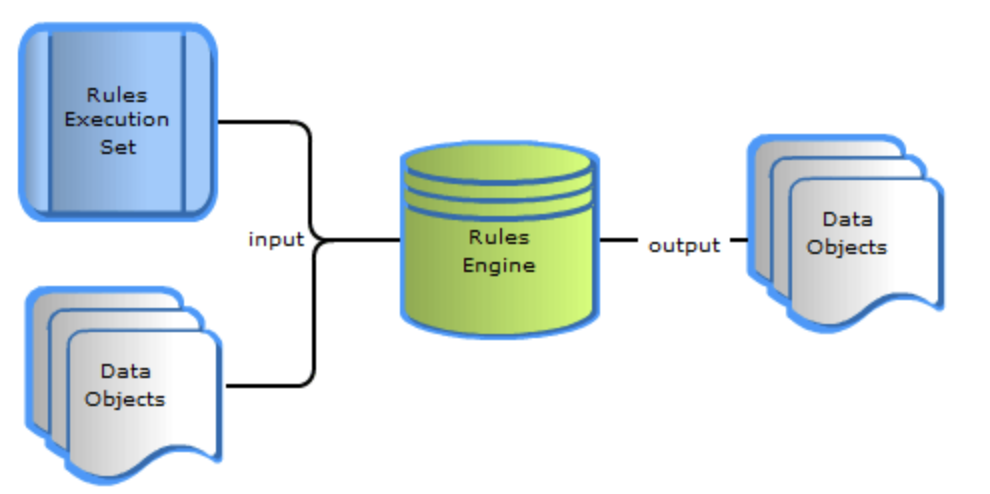 Rules
Execution
Set
input
Data
Objects
Rules
Engine
output
Data
Objects